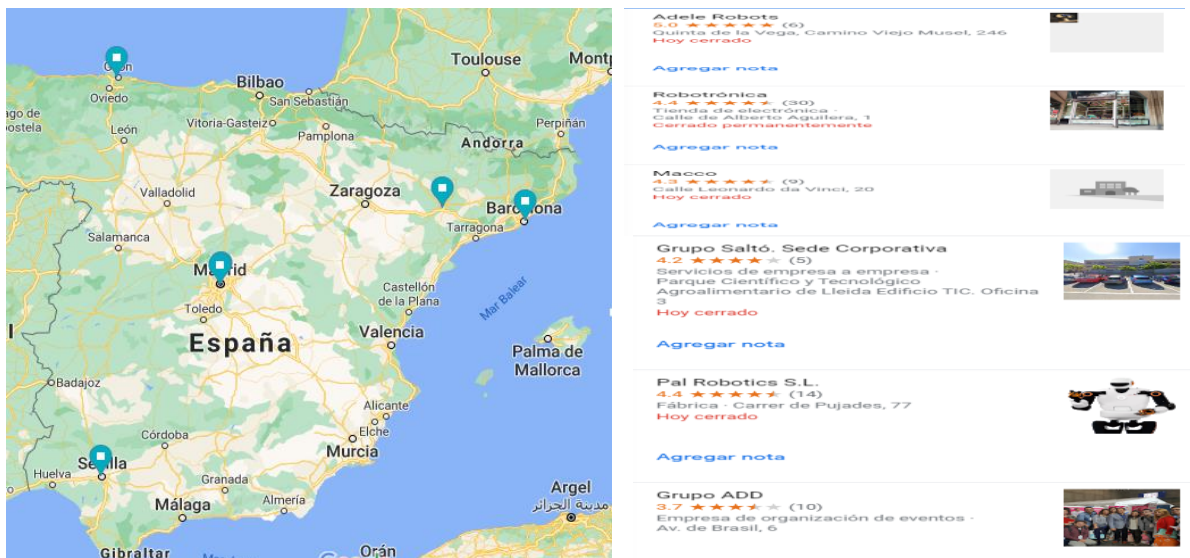 Toulouse
Bilbao
San Sebastián
Oviedo
Vitoria-Gasteiz
Pamplona
Perpiñán
León
Andorra
Valladolid
Zaragoza
Barcelona
Tarragona
Salamanca
Madrid
Castellón
de la Plana
Mar Balear
Toledo
España
Valencia
Palma de
Mallorca
Badajoz
Alicante
Elche
Córdoba
Murcia
Sevilla
Huelva
Granada
Almería
Málaga
Argel
مدينة الجزائر
Gibraltar
Orán
Adele Robots
5.0 (6)
Quinta de la Vega, Camino Viejo Musel, 246
Hoy cerrado
Agregar nota
Robotrónica
4.4 (30)
Tienda de electrónica ·
Calle de Alberto Aguilera, 1
Cerrado permanentemente
Agregar nota
Macco
4.3 (9)
Calle Leonardo da Vinci, 20
Hoy cerrado
Agregar nota
Grupo Saltó. Sede Corporativa
4.2 (5)
Servicios de empresa a empresa ·
Parque Científico y Tecnológico
Agroalimentario de Lleida Edificio TIC. Oficina
3
Hoy cerrado
Agregar nota
Pal Robotics S.L.
4.4 (14)
Fábrica · Carrer de Pujades, 77
Hoy cerrado
Agregar nota
Grupo ADD
3.7 (10)
Empresa de organización de eventos ·
Av. de Brasil, 6